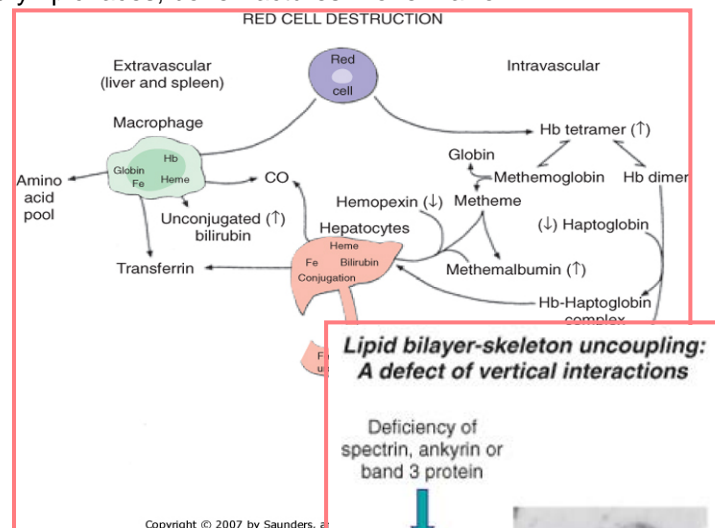 RED CELL DESTRUCTION
Extravascular
(liver and spleen)
Red
cell
Intravascular
Macrophage
Hb
Globin
Heme
Fe
Amino
acid
pool
CO
Unconjugated (↑)
bilirubin
Transferrin
Hb tetramer (↑)
Globin
Methemoglobin
Hb dimer
Hemopexin (↓)
Metheme
(↓) Haptoglobin
Hepatocytes
Heme
Fe Bilirubin
Conjugation
Methemalbumin (↑)
Hb-Haptoglobin
complex
Lipid bilayer-skeleton uncoupling:
A defect of vertical interactions
Deficiency of
spectrin, ankyrin or
band 3 protein
Copyright © 2007 by Saunders,